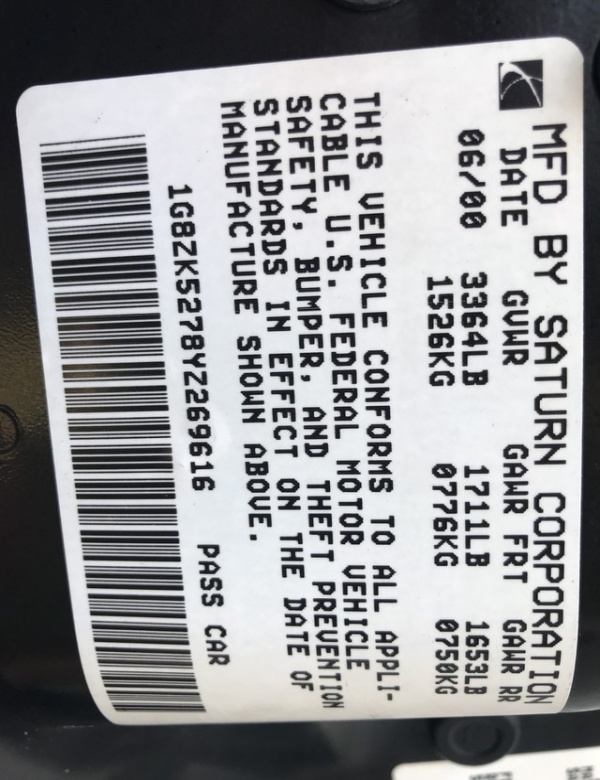 MFD BY SATURN CORPORATION
DATE GVWR GAWR FRT GAWR RR
06/00 3364LB 1711LB 1653LB
1526KG 0776KG 0750KG
THIS VEHICLE CONFORMS TO ALL APPLI-
CABLE U.S. FEDERAL MOTOR VEHICLE
SAFETY, BUMPER, AND THEFT PREVENTION
STANDARDS IN EFFECT ON THE DATE OF
MANUFACTURE SHOWN ABOVE.
1G8ZK5278YZ269616 PASS CAR